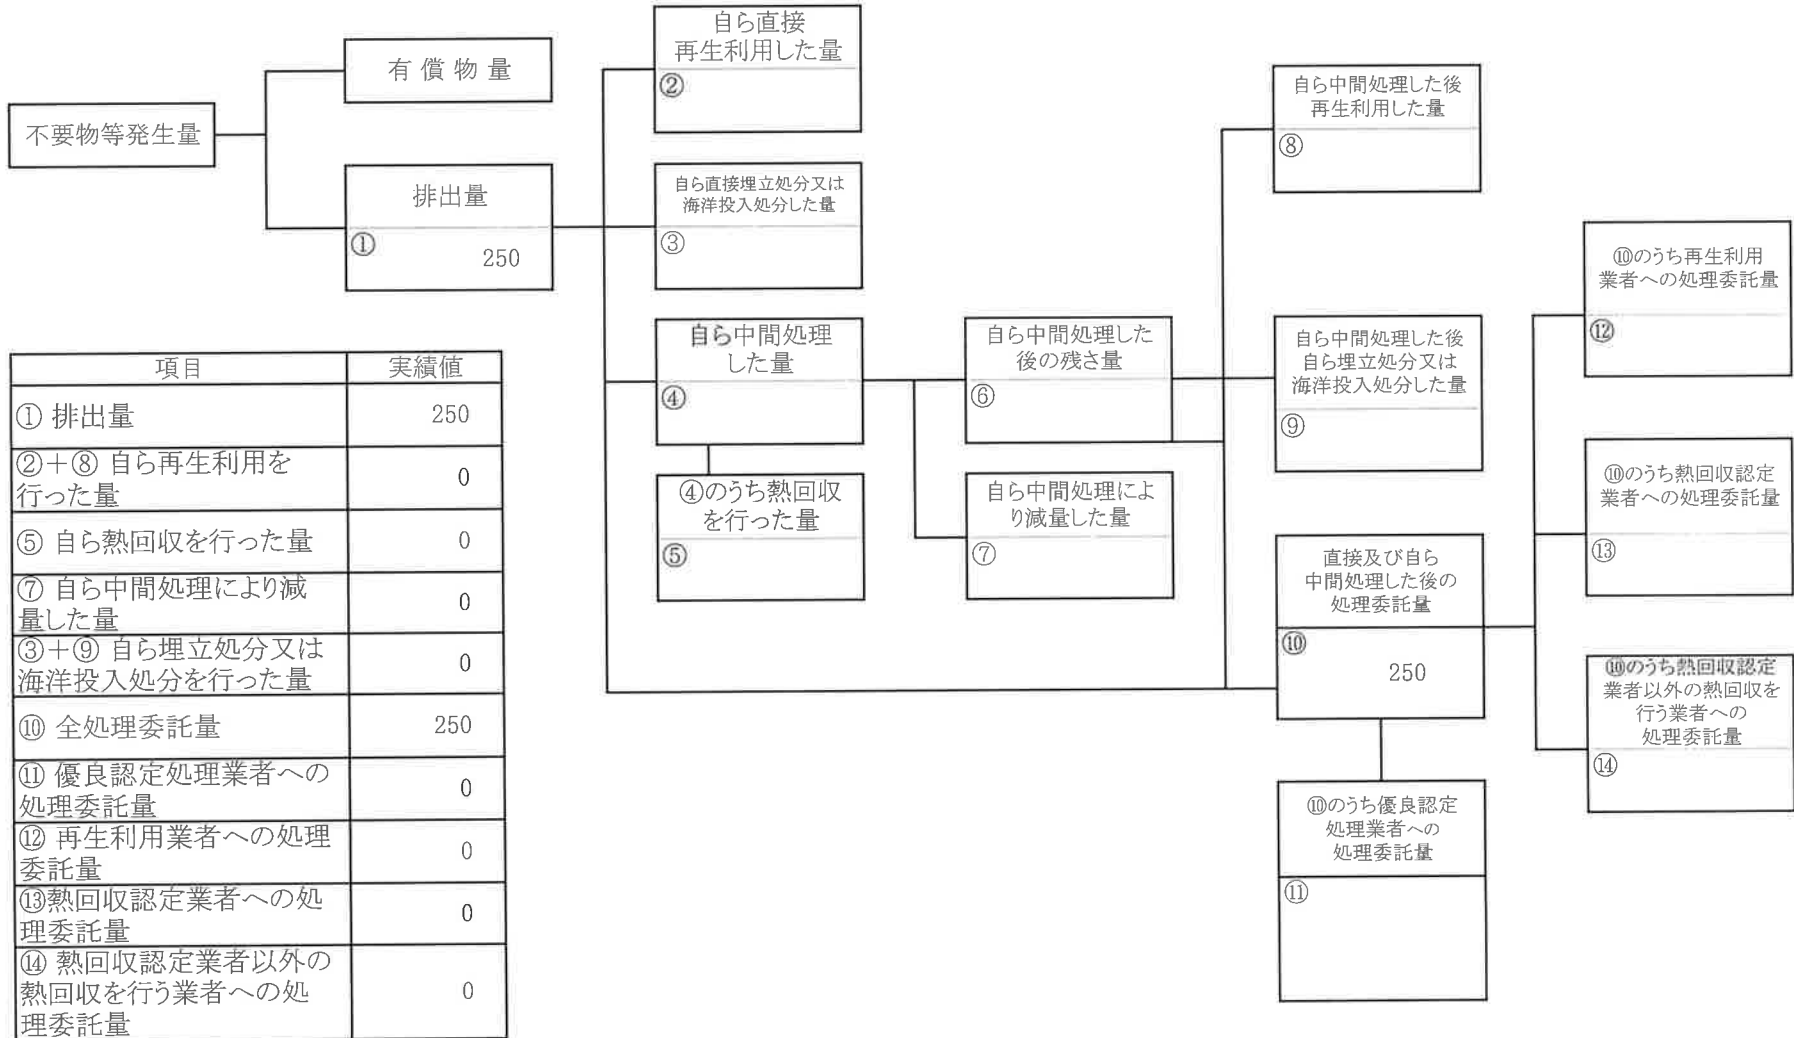 不要物等発生量
有償物量
排出量
①
250
自ら直接
再生利用した量
②
自ら直接埋立処分又は
海洋投入処分した量
③
自ら中間処理
した量
④
④のうち熱回収
を行った量
⑤
自ら中間処理した
後の残さ量
⑥
自ら中間処理によ
り減量した量
⑦
自ら中間処理した後
再生利用した量
⑧
自ら中間処理した後
自ら埋立処分又は
海洋投入処分した量
⑨
直接及び自ら
中間処理した後の
処理委託量
⑩
250
⑩のうち優良認定
処理業者への
処理委託量
⑪
⑩のうち再生利用
業者への処理委託量
⑫
⑩のうち熱回収認定
業者への処理委託量
⑬
⑩のうち熱回収認定
業者以外の熱回収を
行う業者への
処理委託量
⑭
項目 実績値
① 排出量 250
②+⑧ 自ら再生利用を
行った量 0
⑤ 自ら熱回収を行った量 0
⑦ 自ら中間処理により減
量した量 0
③+⑨ 自ら埋立処分又は
海洋投入処分を行った量 0
⑩ 全処理委託量 250
⑪ 優良認定処理業者への
処理委託量 0
⑫ 再生利用業者への処理
委託量 0
⑬熱回収認定業者への処
理委託量 0
⑭ 熱回収認定業者以外の
熱回収を行う業者への処
理委託量 0